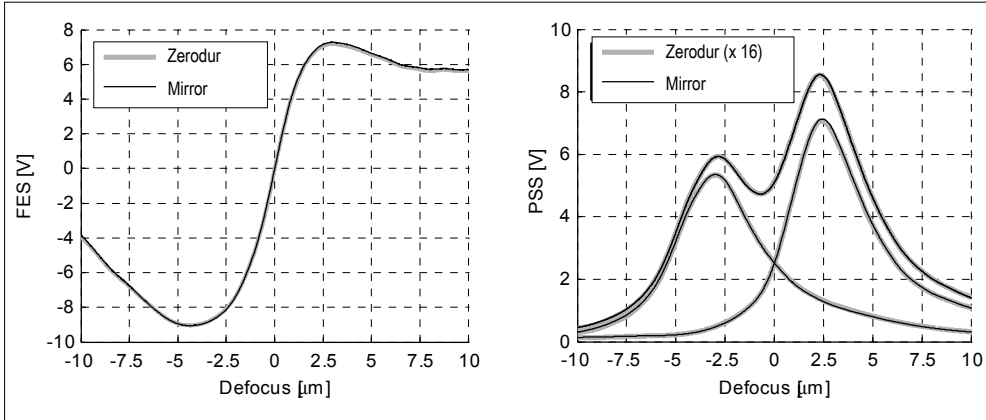 8
6
4
2
0
-2
-4
-6
-8
-10
FES [V]
Zerodur
Mirror
-10 -7.5 -5 -2.5 0 2.5 5 7.5 10
Defocus [μm]
10
8
6
4
2
0
PSS [V]
Zerodur (x 16)
Mirror
-10 -7.5 -5 -2.5 0 2.5 5 7.5 10
Defocus [μm]